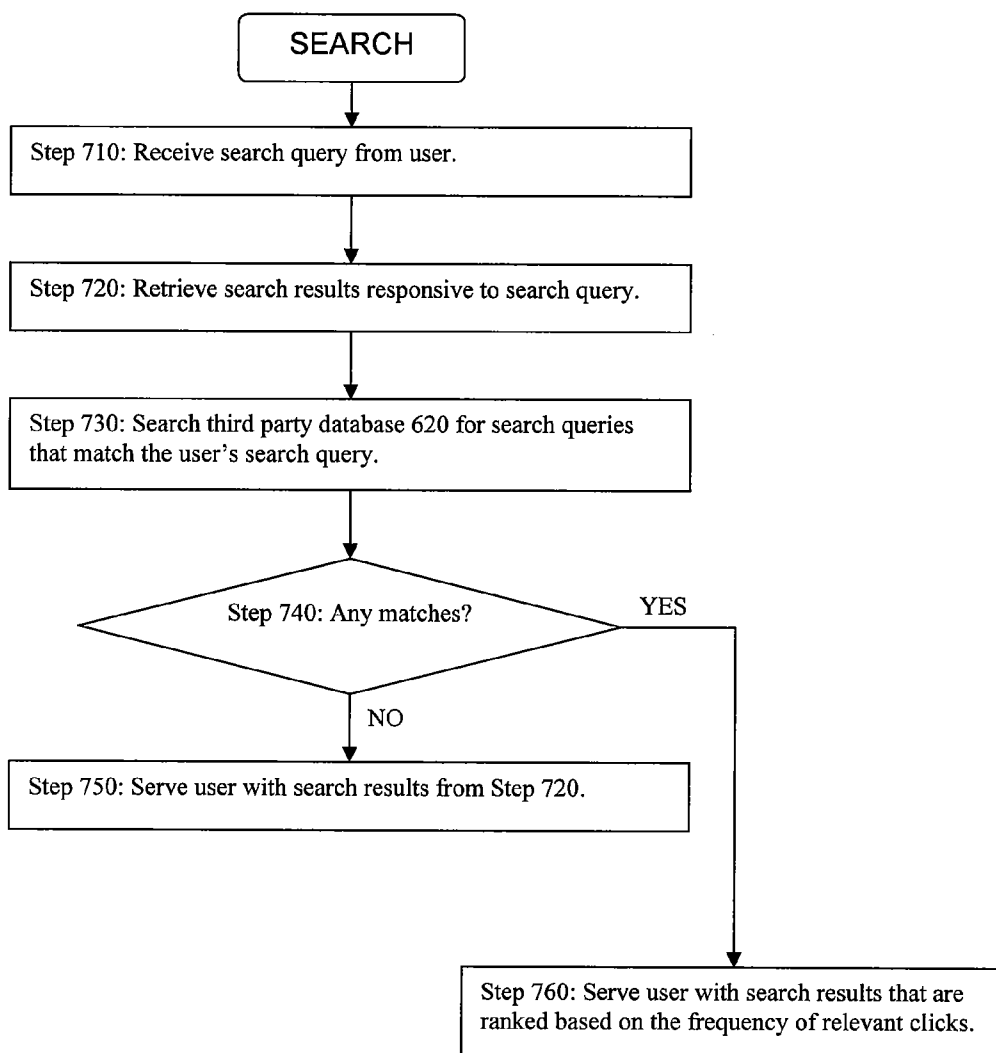 SEARCH
Step 710: Receive search query from user.
Step 720: Retrieve search results responsive to search query.
Step 730: Search third party database 620 for search queries
that match the user's search query.
Step 740: Any matches?
YES
NO
Step 750: Serve user with search results from Step 720.
Step 760: Serve user with search results that are
ranked based on the frequency of relevant clicks.